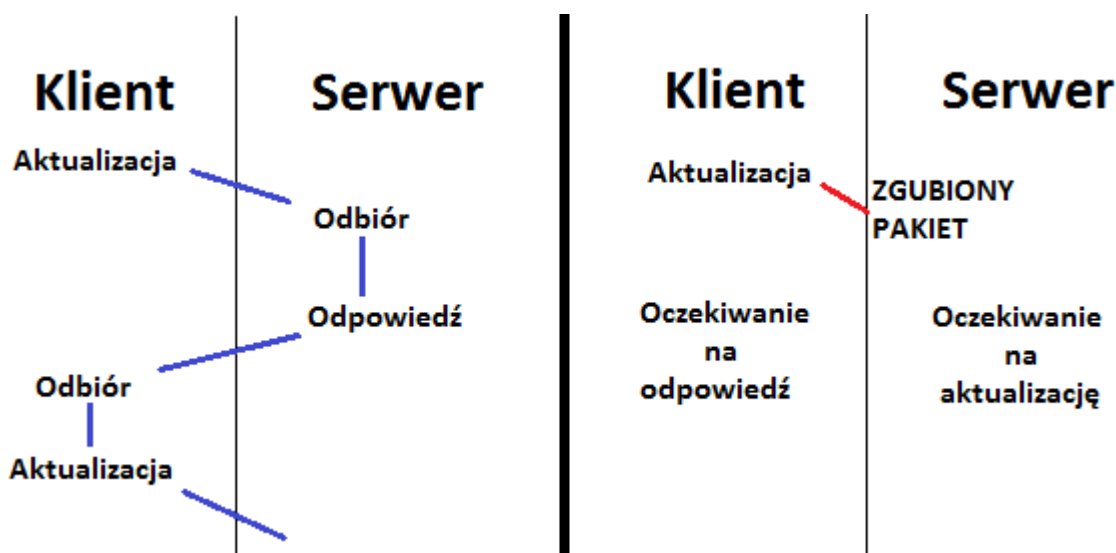 Klient
Serwer
Aktualizacja
Odbiór
Odpowiedź
Odbiór
Aktualizacja
Klient
Serwer
Aktualizacja
ZGUBIONY
PAKIET
Oczekiwanie
na
odpowiedź
Oczekiwanie
na
aktualizację